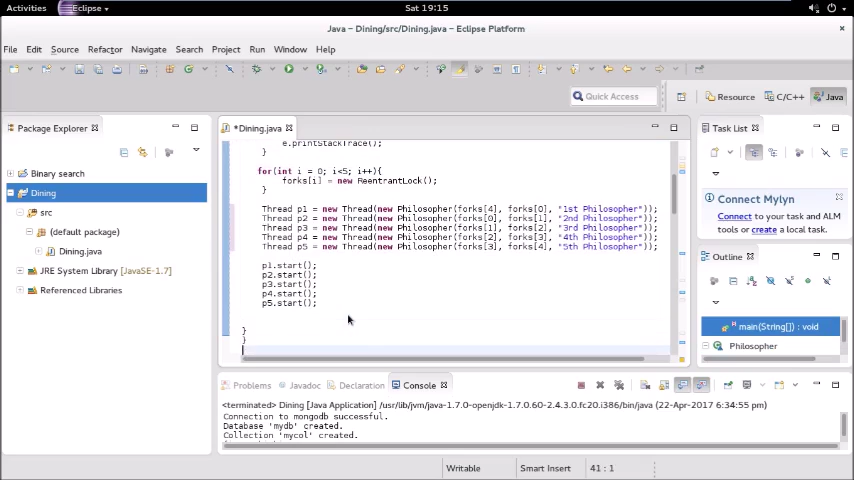 Activities Eclipse Sat 19:15
Java – Dining/src/Dining.java – Eclipse Platform
File Edit Source Refactor Navigate Search Project Run Window Help
Quick Access Resource C/C++ Java
Package Explorer
Binary search
Dining
src
(default package)
Dining.java
JRE System Library [JavaSE-1.7]
Referenced Libraries
*Dining.java
e.printStackTrace();
}
for(int i = 0; i<5; i++){
forks[i] = new ReentrantLock();
}
Thread p1 = new Thread(new Philosopher(forks[4], forks[0], "1st Philosopher"));
Thread p2 = new Thread(new Philosopher(forks[0], forks[1], "2nd Philosopher"));
Thread p3 = new Thread(new Philosopher(forks[1], forks[2], "3rd Philosopher"));
Thread p4 = new Thread(new Philosopher(forks[2], forks[3], "4th Philosopher"));
Thread p5 = new Thread(new Philosopher(forks[3], forks[4], "5th Philosopher"));
p1.start();
p2.start();
p3.start();
p4.start();
p5.start();
}
}
Task List
Connect Mylyn
Connect to your task and ALM
tools or create a local task.
Outline
main(String[]) : void
Philosopher
Problems Javadoc Declaration Console
<terminated> Dining [Java Application] /usr/lib/jvm/java-1.7.0-openjdk-1.7.0.60-2.4.3.0.fc20.i386/bin/java (22-Apr-2017 6:34:55 pm)
Connection to mongodb successful.
Database 'mydb' created.
Collection 'mycol' created.
Writable Smart Insert 41 : 1